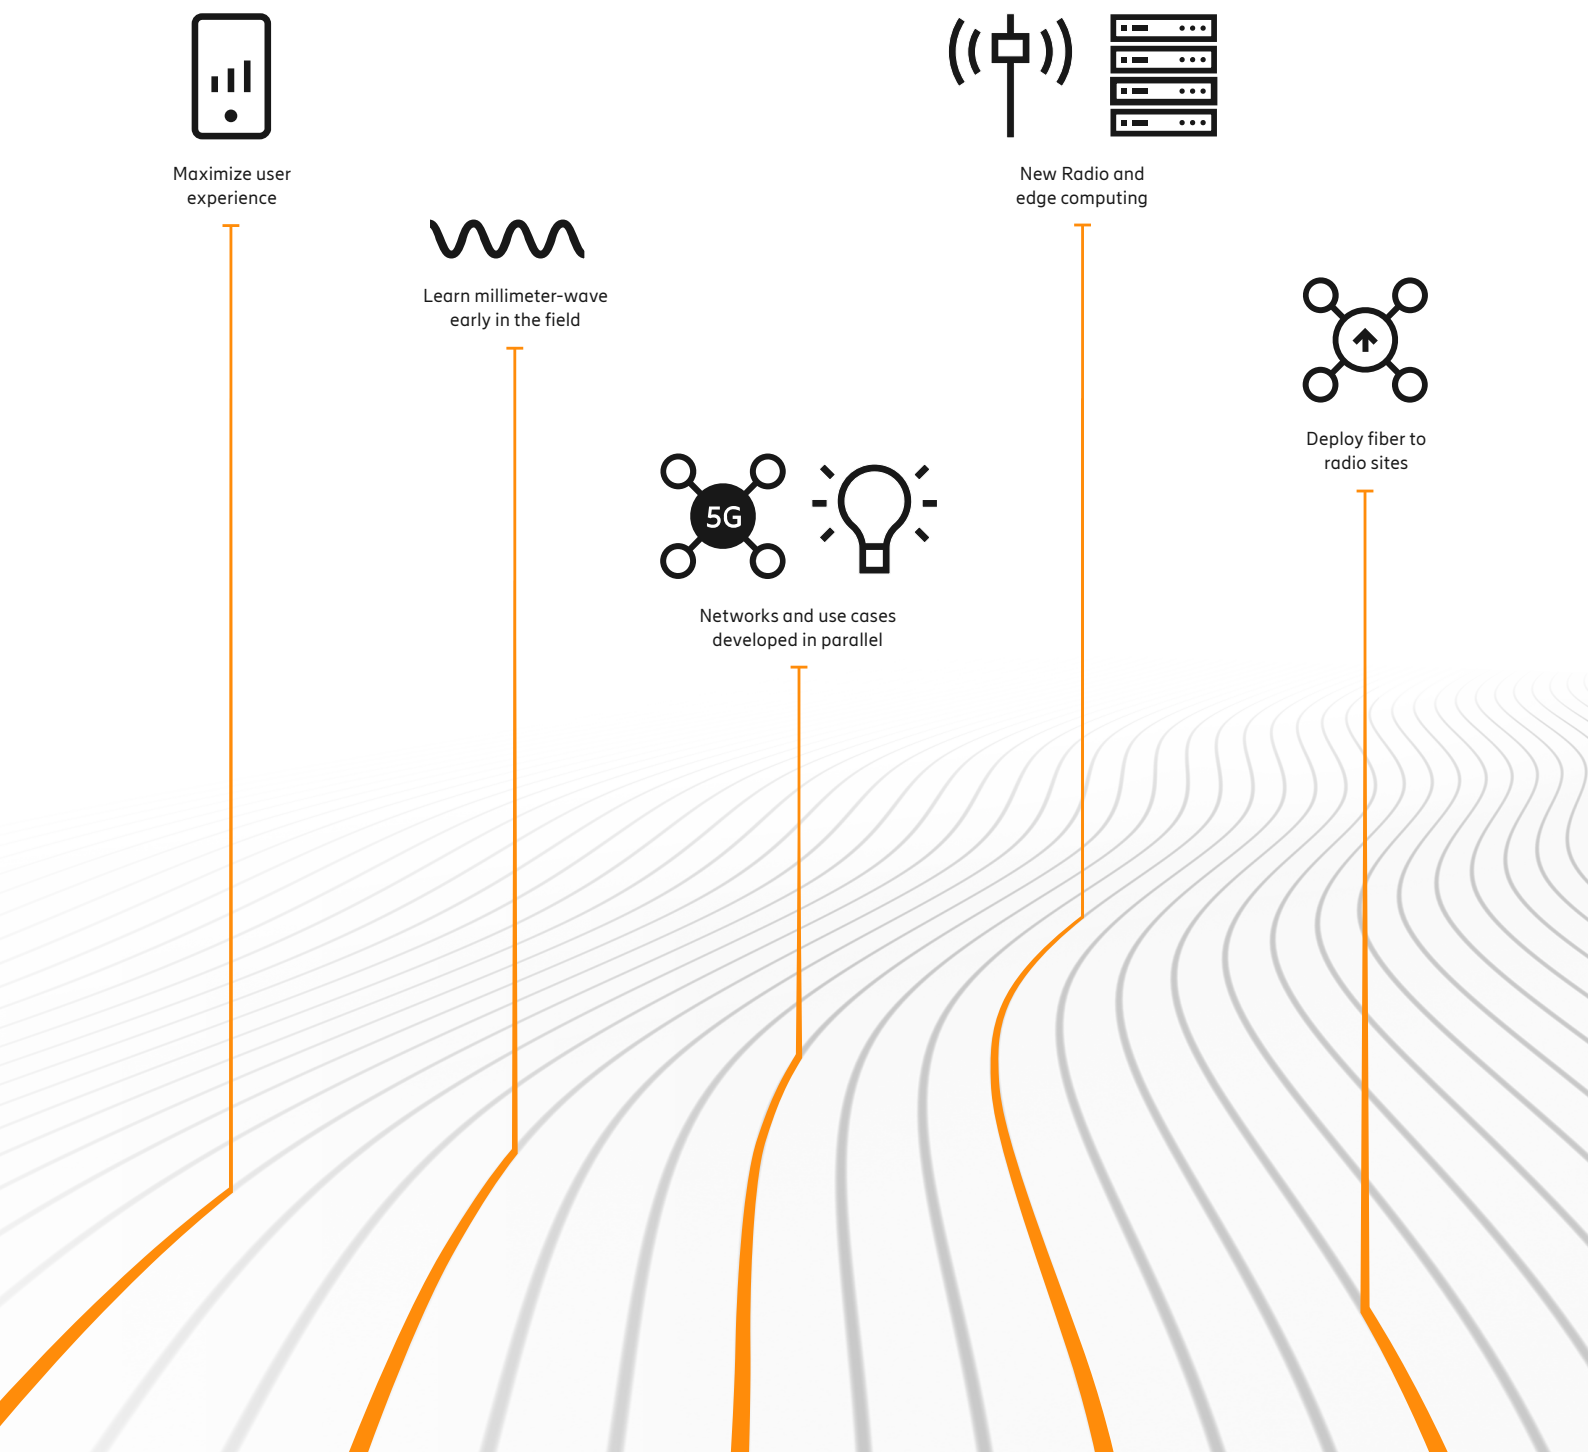 Maximize user
experience
Learn millimeter-wave
early in the field
5G
Networks and use cases
developed in parallel
New Radio and
edge computing
Deploy fiber to
radio sites